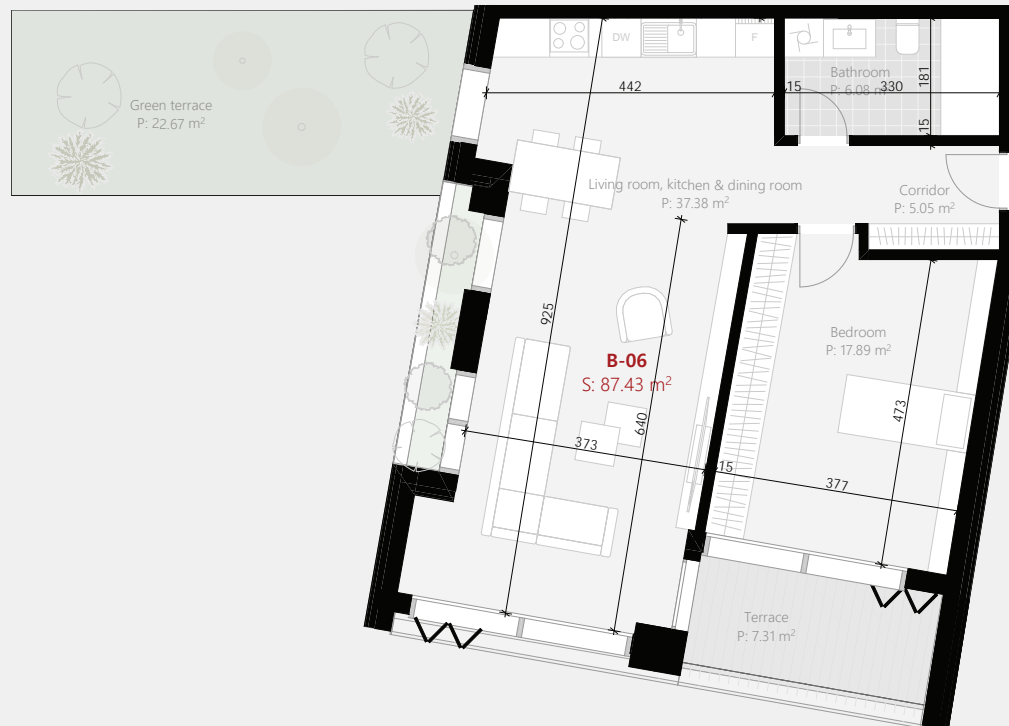 DW
F
Bathroom
P: 6.08 m²
181
442
15
330
15
Green terrace
P: 22.67 m²
Living room, kitchen & dining room
P: 37.38 m²
Corridor
P: 5.05 m²
925
Bedroom
P: 17.89 m²
B-06
S: 87.43 m²
640
473
373
15
377
Terrace
P: 7.31 m²